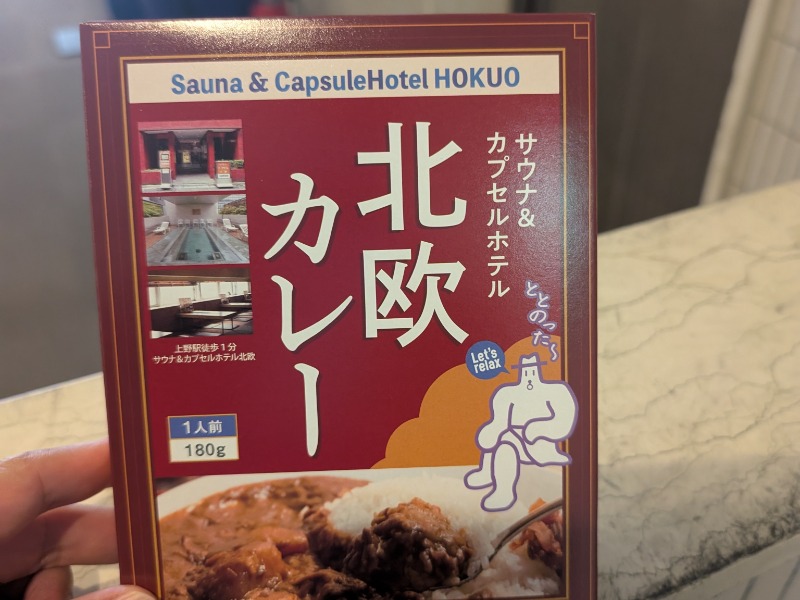 Sauna & CapsuleHotel HOKUO
サウナ&
カプセルホテル
北欧
カレー
上野駅徒歩1分
サウナ&カプセルホテル北欧
1人前
180g
ととのった〜
Let's
relax